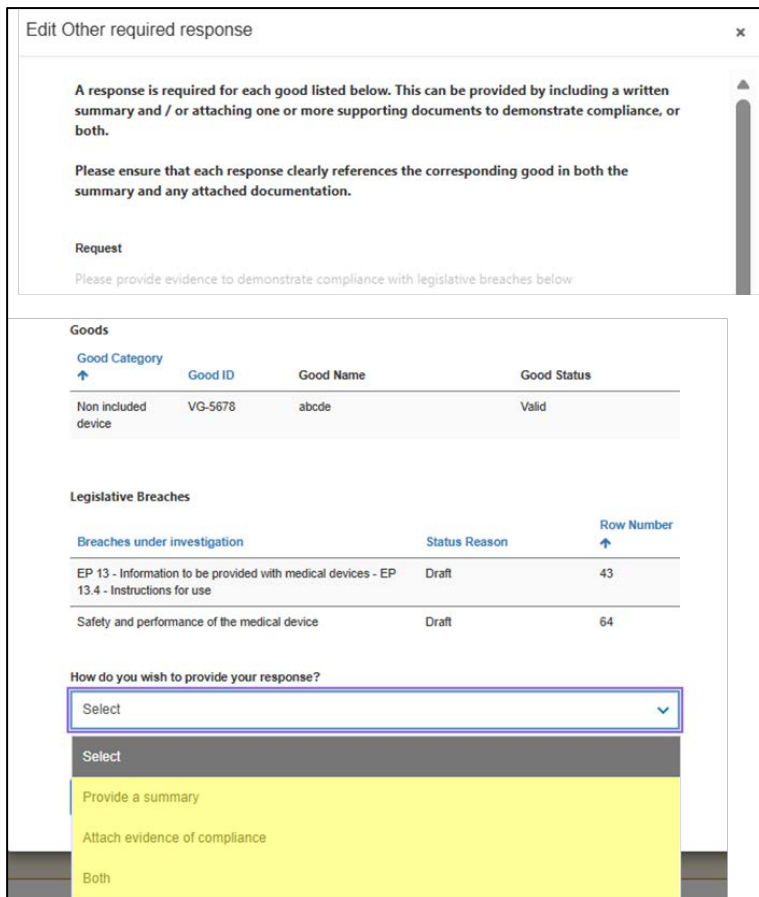 Edit Other required response
×
A response is required for each good listed below. This can be provided by including a written
summary and / or attaching one or more supporting documents to demonstrate compliance, or
both.
Please ensure that each response clearly references the corresponding good in both the
summary and any attached documentation.
Request
Please provide evidence to demonstrate compliance with legislative breaches below
Goods
Good Category ↑ Good ID Good Name Good Status
Non included VG-5678 abcde Valid
device
Legislative Breaches
Breaches under investigation Status Reason Row Number ↑
EP 13 - Information to be provided with medical devices - EP Draft 43
13.4 - Instructions for use
Safety and performance of the medical device Draft 64
How do you wish to provide your response?
Select
Select
Provide a summary
Attach evidence of compliance
Both